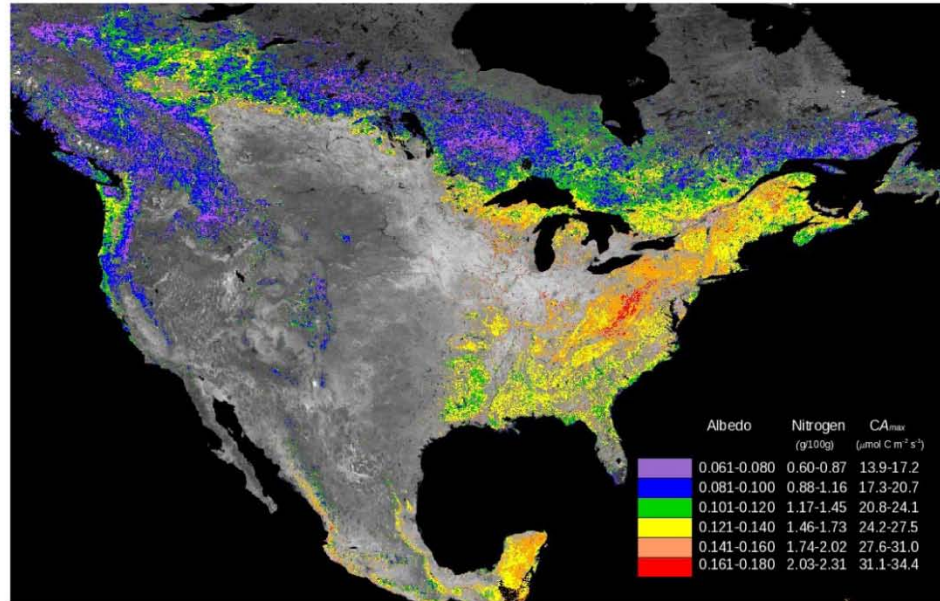 Albedo Nitrogen CAmax
(g/100g) (μmol C m⁻² s⁻¹)
0.061-0.080 0.60-0.87 13.9-17.2
0.081-0.100 0.88-1.16 17.3-20.7
0.101-0.120 1.17-1.45 20.8-24.1
0.121-0.140 1.46-1.73 24.2-27.5
0.141-0.160 1.74-2.02 27.6-31.0
0.161-0.180 2.03-2.31 31.1-34.4